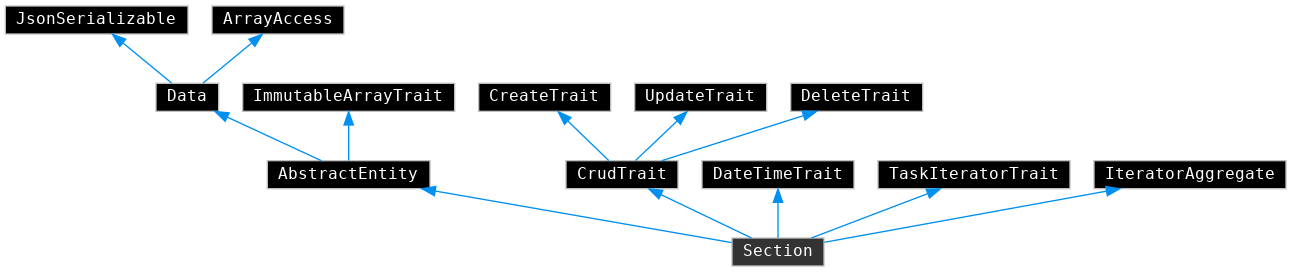 JsonSerializable
ArrayAccess
Data
ImmutableArrayTrait
CreateTrait
UpdateTrait
DeleteTrait
AbstractEntity
CrudTrait
DateTimeTrait
TaskIteratorTrait
IteratorAggregate
Section